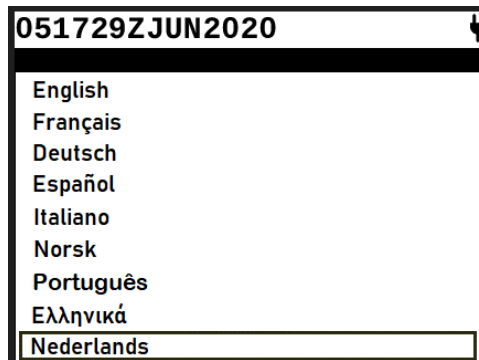 051729ZJUN2020
English
Français
Deutsch
Español
Italiano
Norsk
Português
Ελληνικά
Nederlands